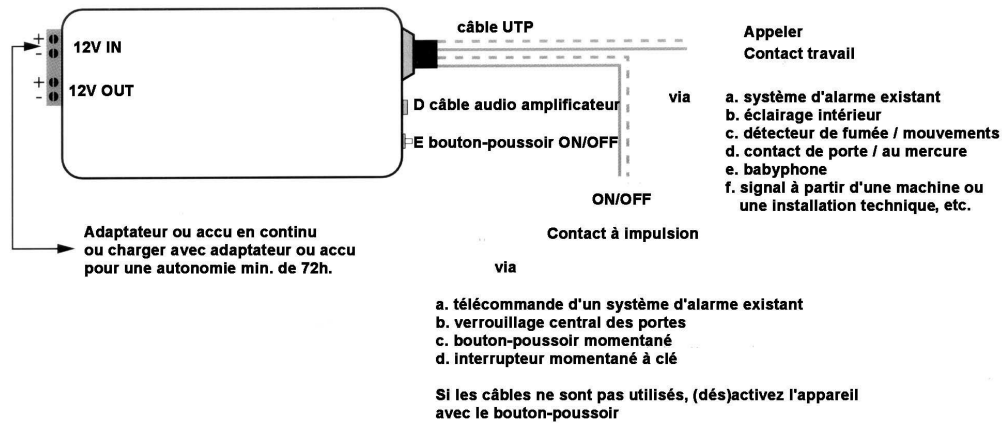 câble UTP
Appeler
Contact travail
+
-
12V IN
+
-
12V OUT
D câble audio amplificateur
E bouton-poussoir ON/OFF
via
a. système d'alarme existant
b. éclairage intérieur
c. détecteur de fumée / mouvements
d. contact de porte / au mercure
e. babyphone
f. signal à partir d'une machine ou
une installation technique, etc.
ON/OFF
Contact à impulsion
Adaptateur ou accu en continu
ou charger avec adaptateur ou accu
pour une autonomie min. de 72h.
via
a. télécommande d'un système d'alarme existant
b. verrouillage central des portes
c. bouton-poussoir momentané
d. interrupteur momentané à clé
Si les câbles ne sont pas utilisés, (dés)activez l'appareil
avec le bouton-poussoir